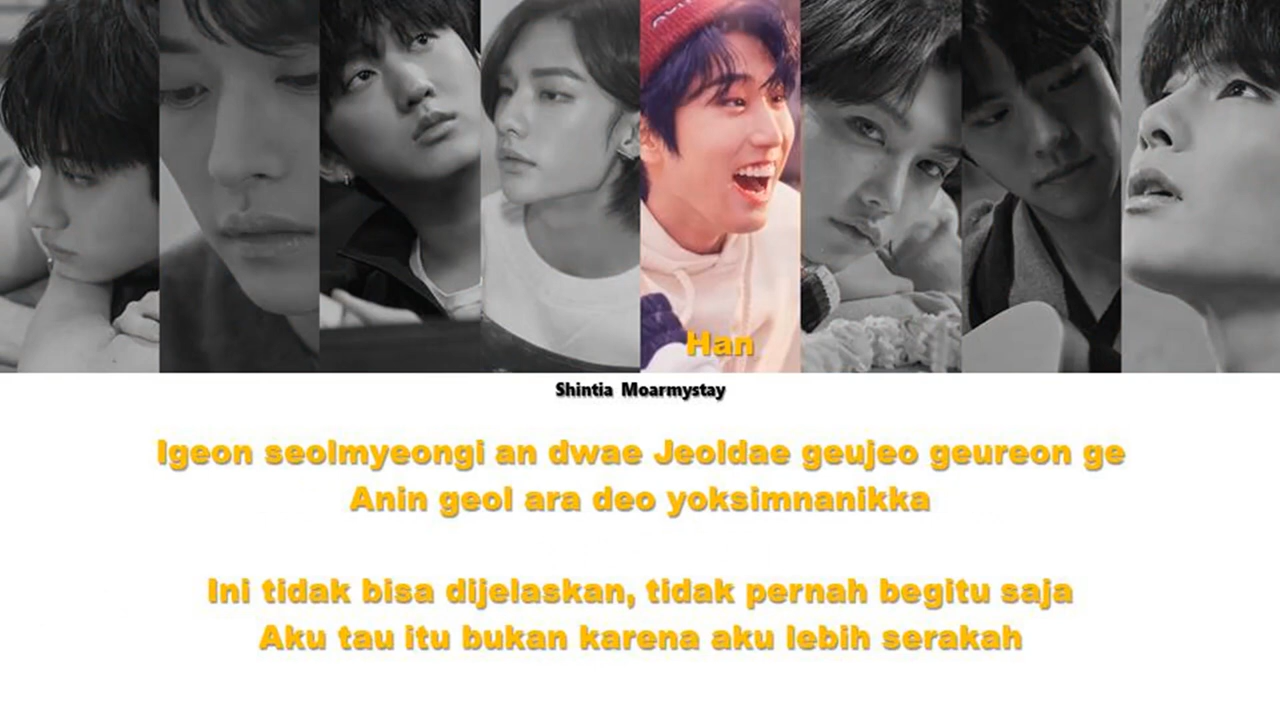 Han
Shintia Moarmystay
Igeon seolmyeongi an dwae Jeoldae geujeo geureon ge
Anin geol ara deo yoksimnanikka
Ini tidak bisa dijelaskan, tidak pernah begitu saja
Aku tau itu bukan karena aku lebih serakah